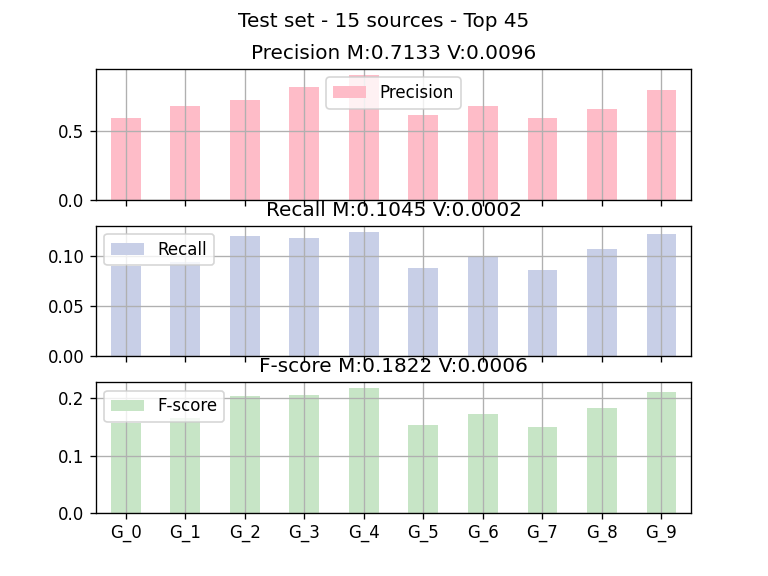 Test set - 15 sources - Top 45
Precision M:0.7133 V:0.0096
Precision
0.5
0.0
Recall M:0.1045 V:0.0002
Recall
0.10
0.05
0.00
F-score M:0.1822 V:0.0006
F-score
0.2
0.1
0.0
G_0 G_1 G_2 G_3 G_4 G_5 G_6 G_7 G_8 G_9